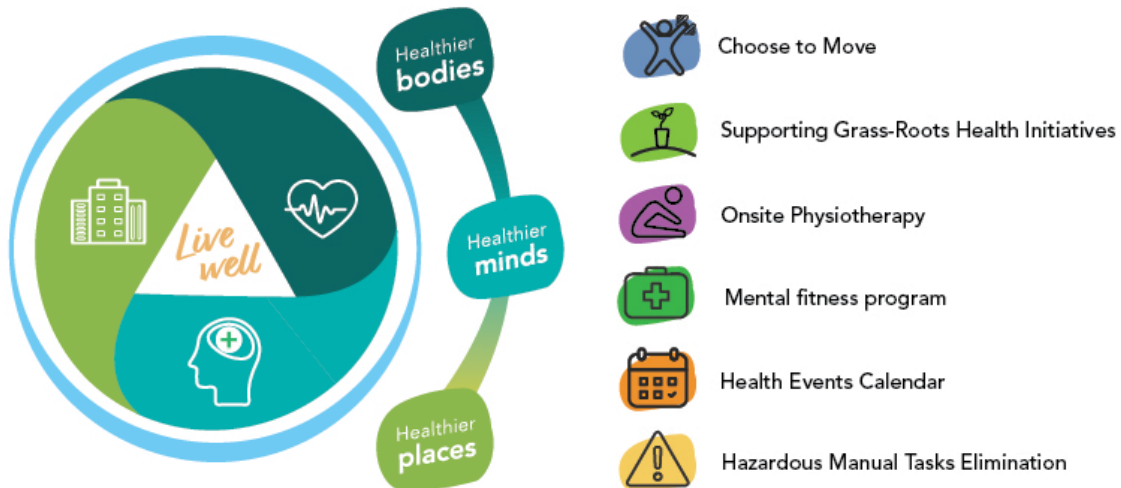 Live
well
Healthier
bodies
Healthier
minds
Healthier
places
Choose to Move
Supporting Grass-Roots Health Initiatives
Onsite Physiotherapy
Mental fitness program
Health Events Calendar
Hazardous Manual Tasks Elimination